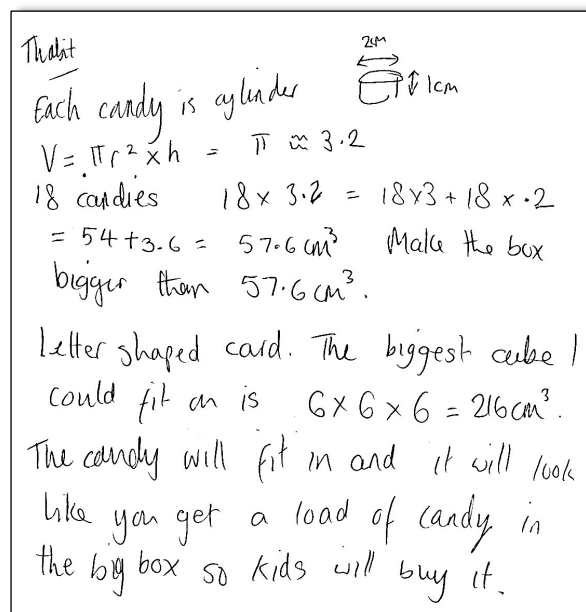 Thabit
2cm
1cm
Each candy is cylinder
V = πr² × h = π ≈ 3.2
18 candies 18 × 3.2 = 18×3 + 18 × .2
= 54 + 3.6 = 57.6 cm³ Make the box
bigger than 57.6 cm³.
Letter shaped card. The biggest cube I
could fit on is 6 × 6 × 6 = 216 cm³.
The candy will fit in and it will look
like you get a load of candy in
the big box so kids will buy it.